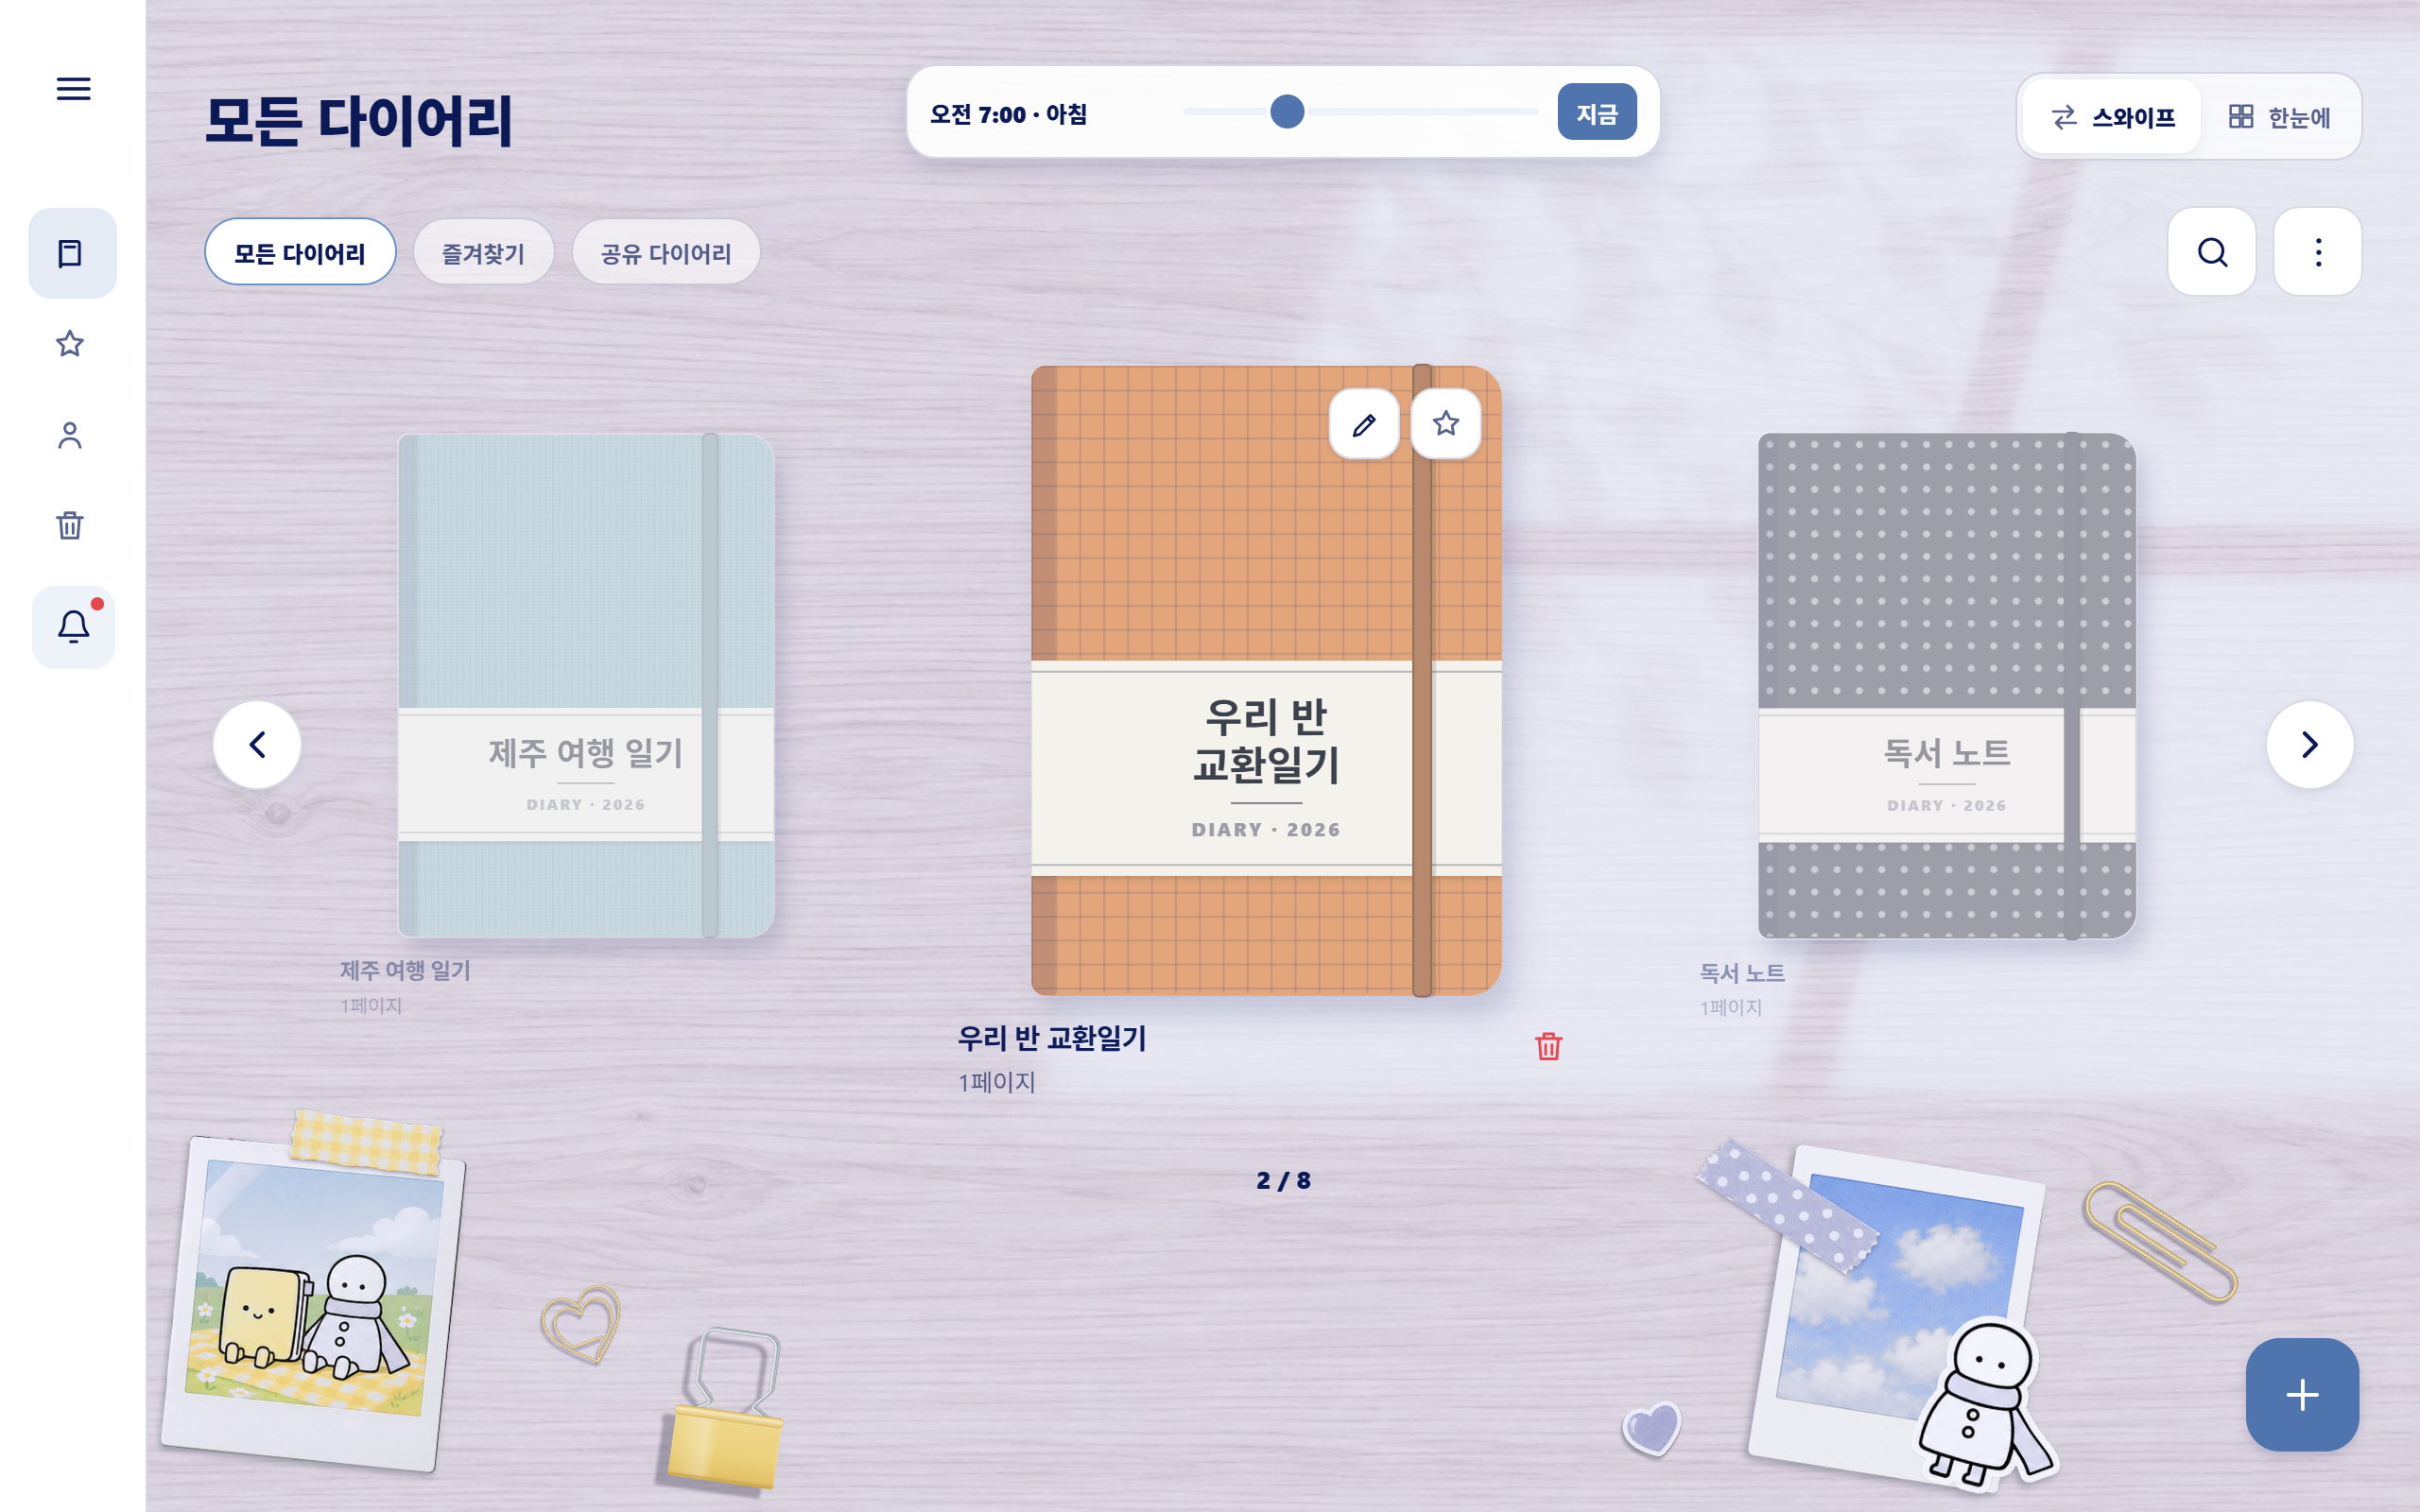 모든 다이어리
오전 7:00 · 아침
지금
스와이프
한눈에
모든 다이어리
즐겨찾기
공유 다이어리
제주 여행 일기
DIARY · 2026
제주 여행 일기
1페이지
우리 반
교환일기
DIARY · 2026
우리 반 교환일기
1페이지
독서 노트
DIARY · 2026
독서 노트
1페이지
2 / 8